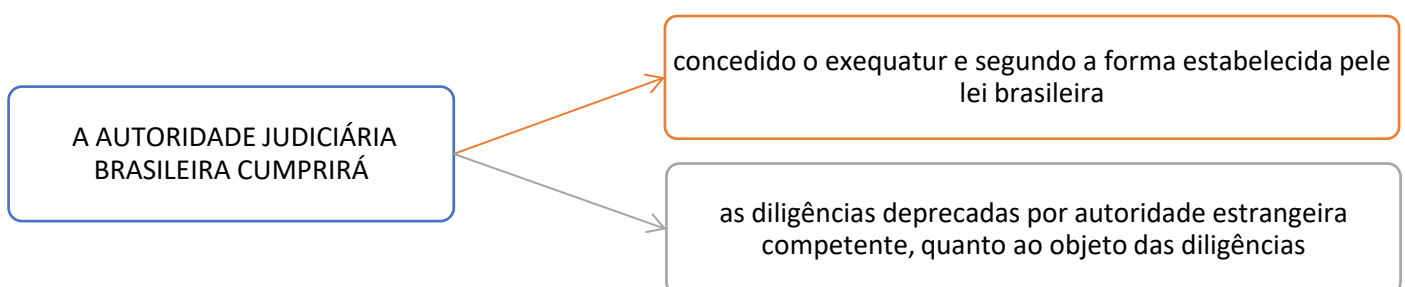 A AUTORIDADE JUDICIÁRIA
BRASILEIRA CUMPRIRÁ
concedido o exequatur e segundo a forma estabelecida pele
lei brasileira
as diligências deprecadas por autoridade estrangeira
competente, quanto ao objeto das diligências